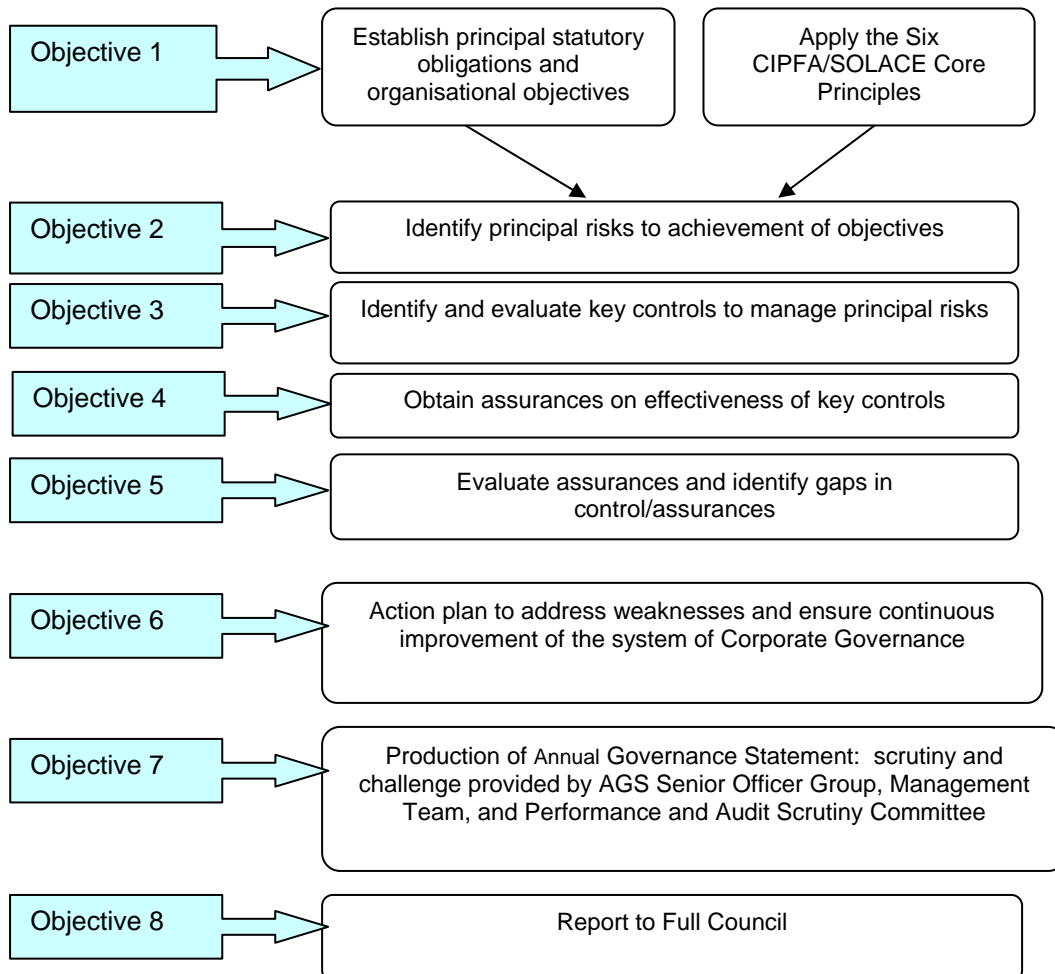 Objective 1
Establish principal statutory
obligations and
organisational objectives
Apply the Six
CIPFA/SOLACE Core
Principles
Objective 2
Identify principal risks to achievement of objectives
Objective 3
Identify and evaluate key controls to manage principal risks
Objective 4
Obtain assurances on effectiveness of key controls
Objective 5
Evaluate assurances and identify gaps in
control/assurances
Objective 6
Action plan to address weaknesses and ensure continuous
improvement of the system of Corporate Governance
Objective 7
Production of Annual Governance Statement: scrutiny and
challenge provided by AGS Senior Officer Group, Management
Team, and Performance and Audit Scrutiny Committee
Objective 8
Report to Full Council